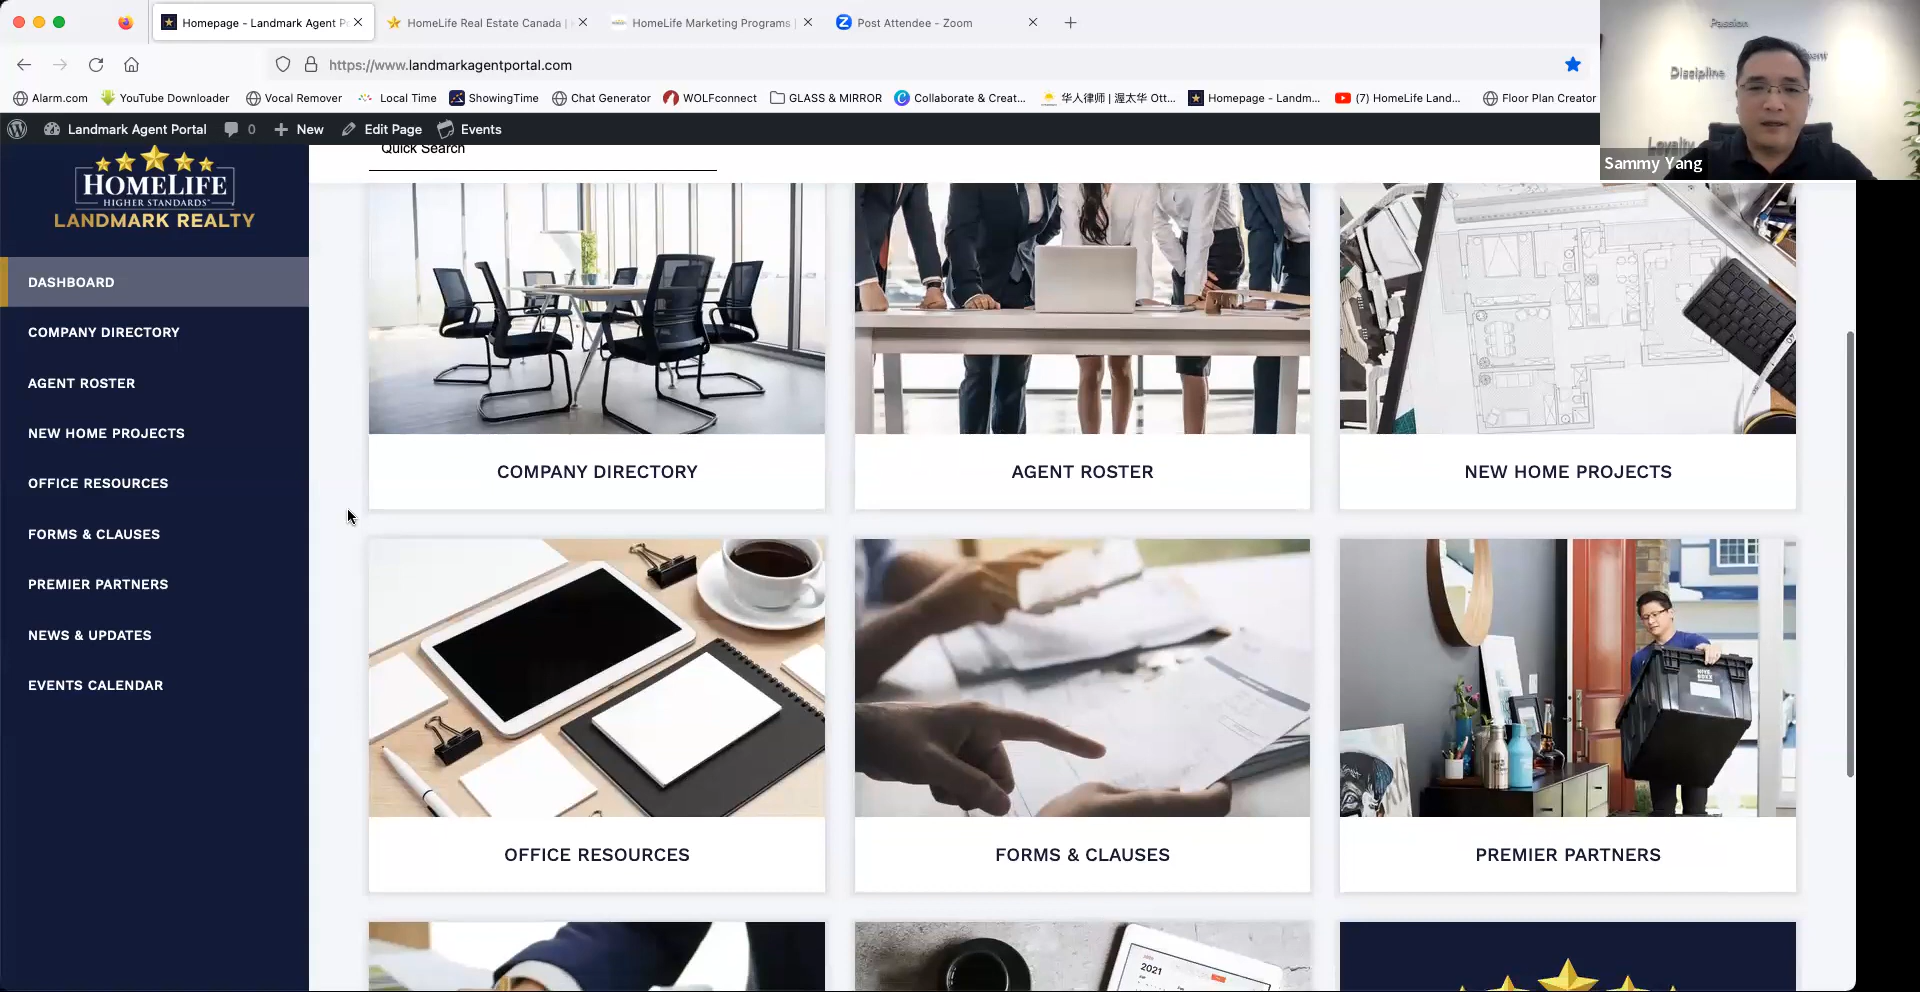 Homepage - Landmark Agent Po
HomeLife Real Estate Canada |
HomeLife Marketing Programs |
Post Attendee - Zoom
https://www.landmarkagentportal.com
Alarm.com
YouTube Downloader
Vocal Remover
Local Time
ShowingTime
Chat Generator
WOLFconnect
GLASS & MIRROR
Collaborate & Creat...
华人律师 | 渥太华 Ott...
Homepage - Landm...
(7) HomeLife Land...
Floor Plan Creator
Landmark Agent Portal
0
New
Edit Page
Events
Passion
Discipline
Loyalty
Sammy Yang
HOMELIFE
HIGHER STANDARDS
LANDMARK REALTY
Quick Search
DASHBOARD
COMPANY DIRECTORY
AGENT ROSTER
NEW HOME PROJECTS
OFFICE RESOURCES
FORMS & CLAUSES
PREMIER PARTNERS
NEWS & UPDATES
EVENTS CALENDAR
COMPANY DIRECTORY
AGENT ROSTER
NEW HOME PROJECTS
OFFICE RESOURCES
FORMS & CLAUSES
PREMIER PARTNERS
2021